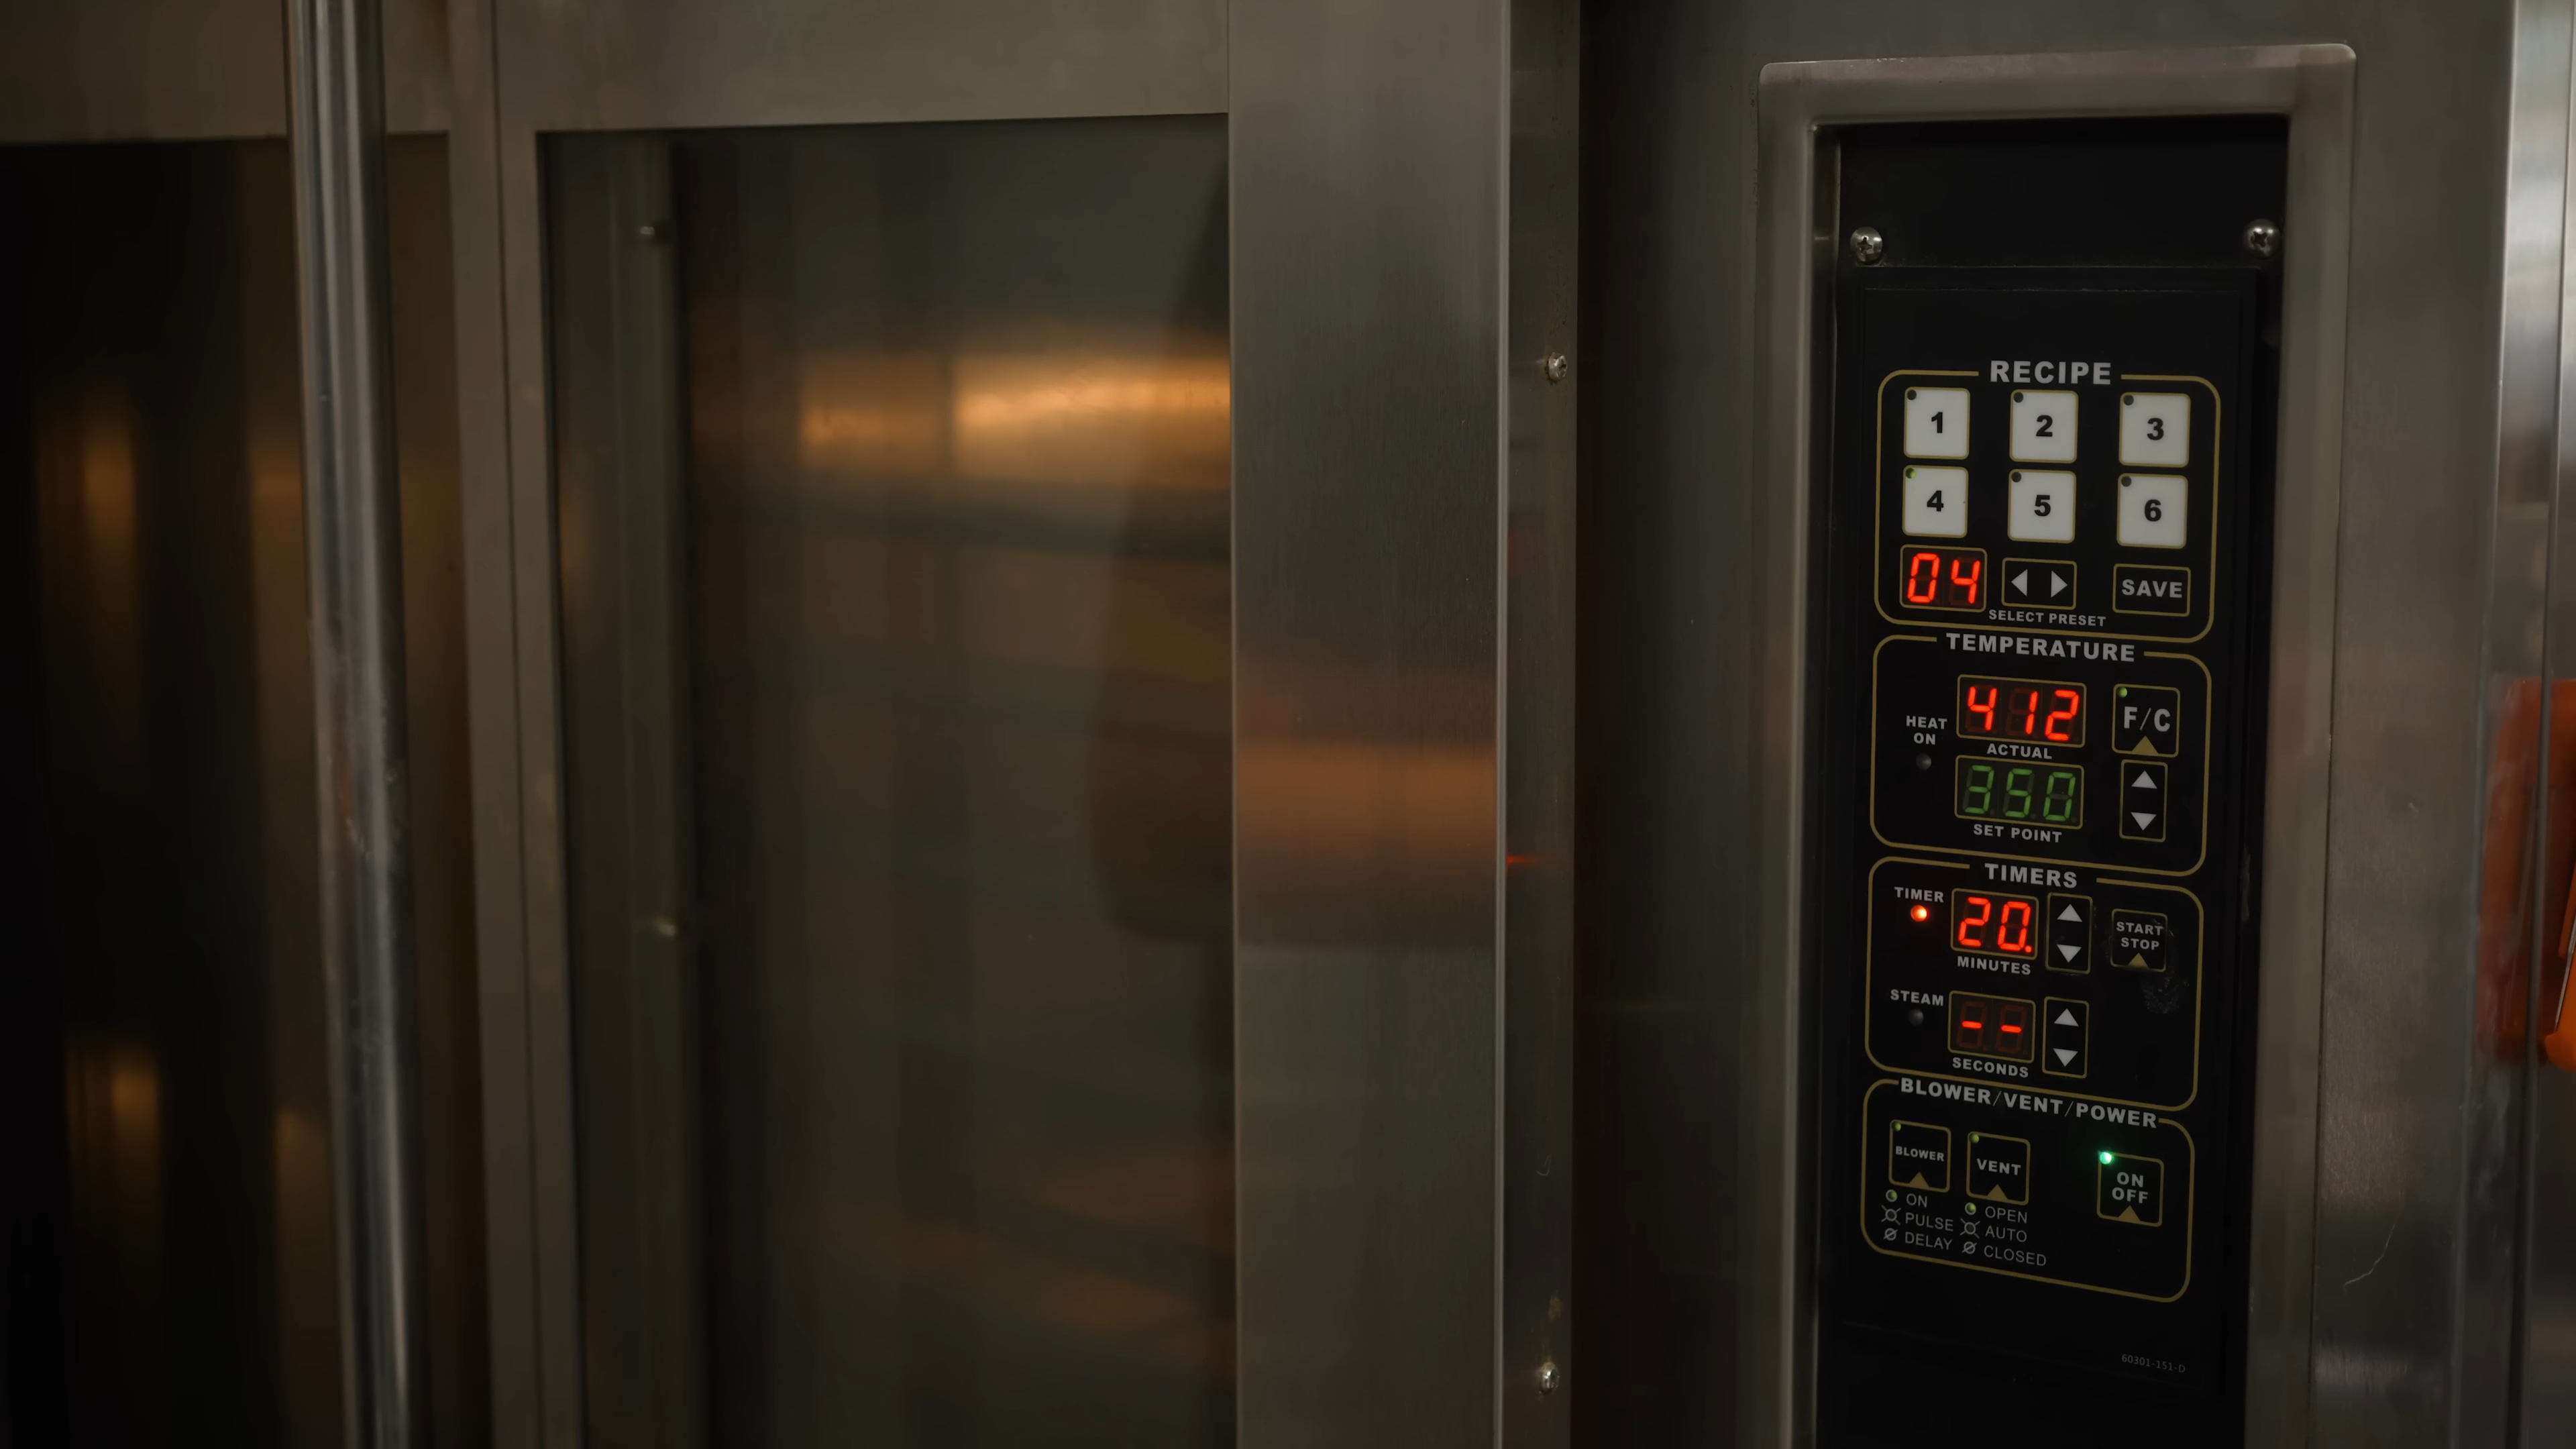 RECIPE
1 2 3
4 5 6
04 SAVE
SELECT PRESET
TEMPERATURE
HEAT
ON
412
F/C
ACTUAL
350
SET POINT
TIMERS
TIMER
20.
START
STOP
MINUTES
STEAM
--
SECONDS
BLOWER/VENT/POWER
BLOWER VENT
ON
OFF
ON OPEN
PULSE AUTO
DELAY CLOSED
60301-151-D